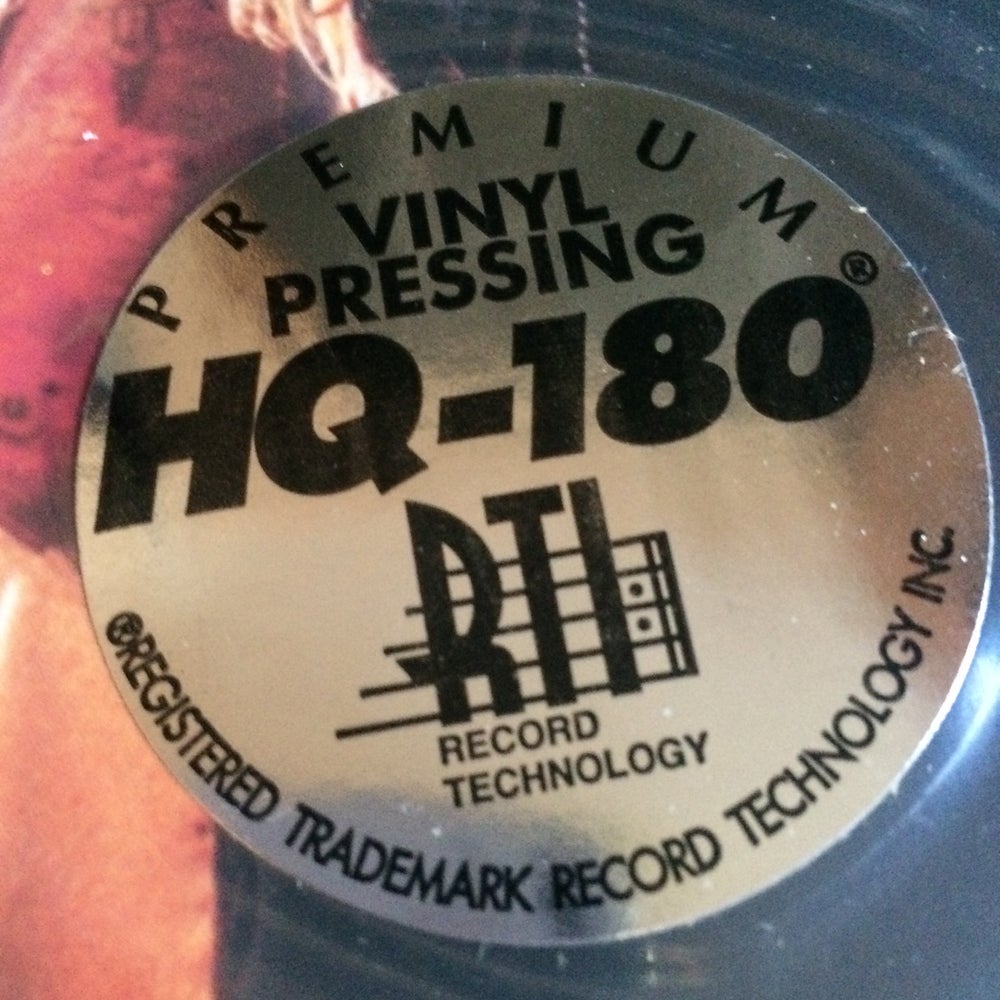 PREMIUM
VINYL
PRESSING
HQ-180®
RTI
RECORD
TECHNOLOGY
®REGISTERED TRADEMARK RECORD TECHNOLOGY INC.